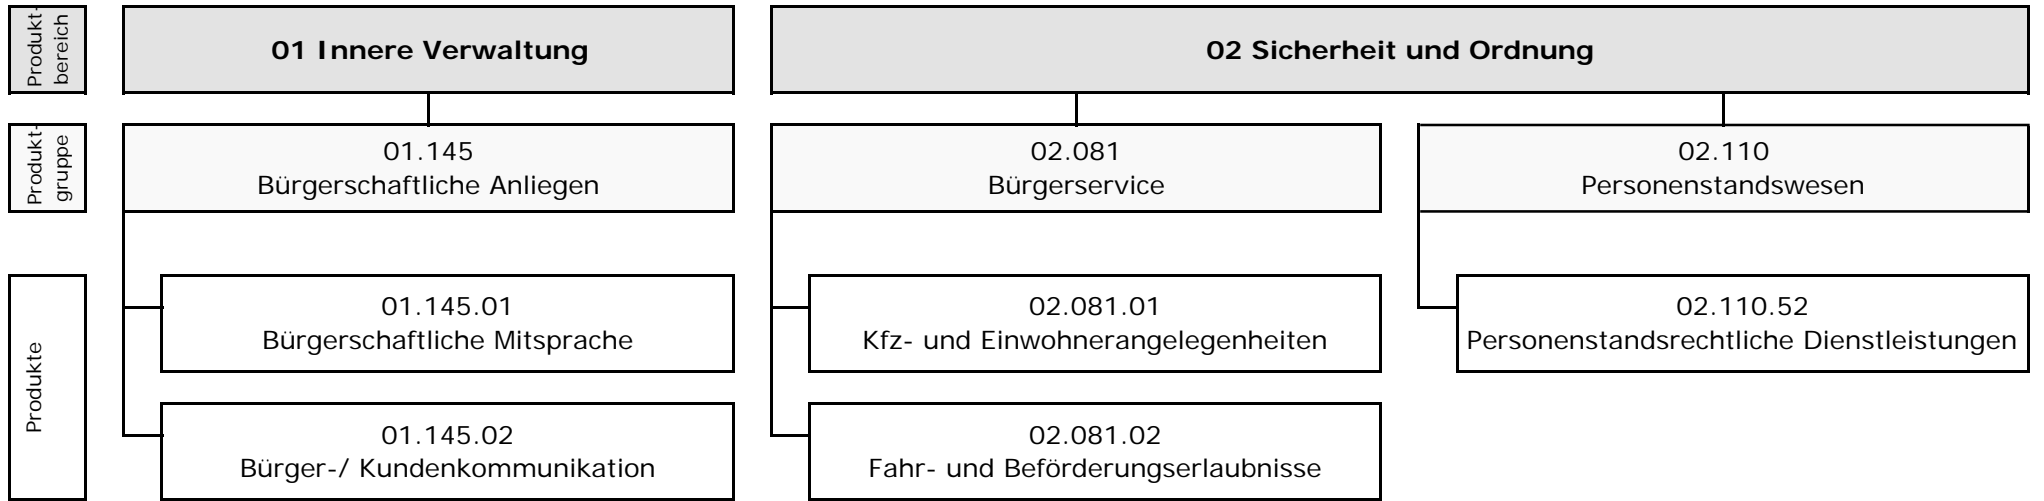 Produkt-
bereich
01 Innere Verwaltung
02 Sicherheit und Ordnung
Produkt-
gruppe
01.145
Bürgerschaftliche Anliegen
02.081
Bürgerservice
02.110
Personenstandswesen
Produkte
01.145.01
Bürgerschaftliche Mitsprache
02.081.01
Kfz- und Einwohnerangelegenheiten
02.110.52
Personenstandsrechtliche Dienstleistungen
01.145.02
Bürger-/ Kundenkommunikation
02.081.02
Fahr- und Beförderungserlaubnisse